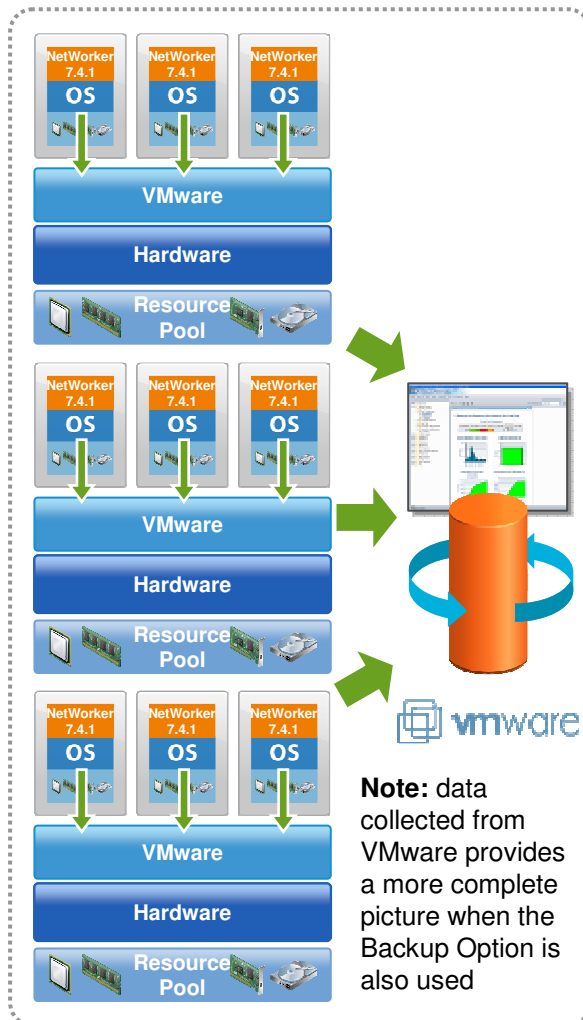 NetWorker
7.4.1
OS
NetWorker
7.4.1
OS
NetWorker
7.4.1
OS
VMware
Hardware
Resource
Pool
NetWorker
7.4.1
OS
NetWorker
7.4.1
OS
NetWorker
7.4.1
OS
VMware
Hardware
Resource
Pool
NetWorker
7.4.1
OS
NetWorker
7.4.1
OS
NetWorker
7.4.1
OS
VMware
Hardware
Resource
Pool
vmware
Note: data
collected from
VMware provides
a more complete
picture when the
Backup Option is
also used